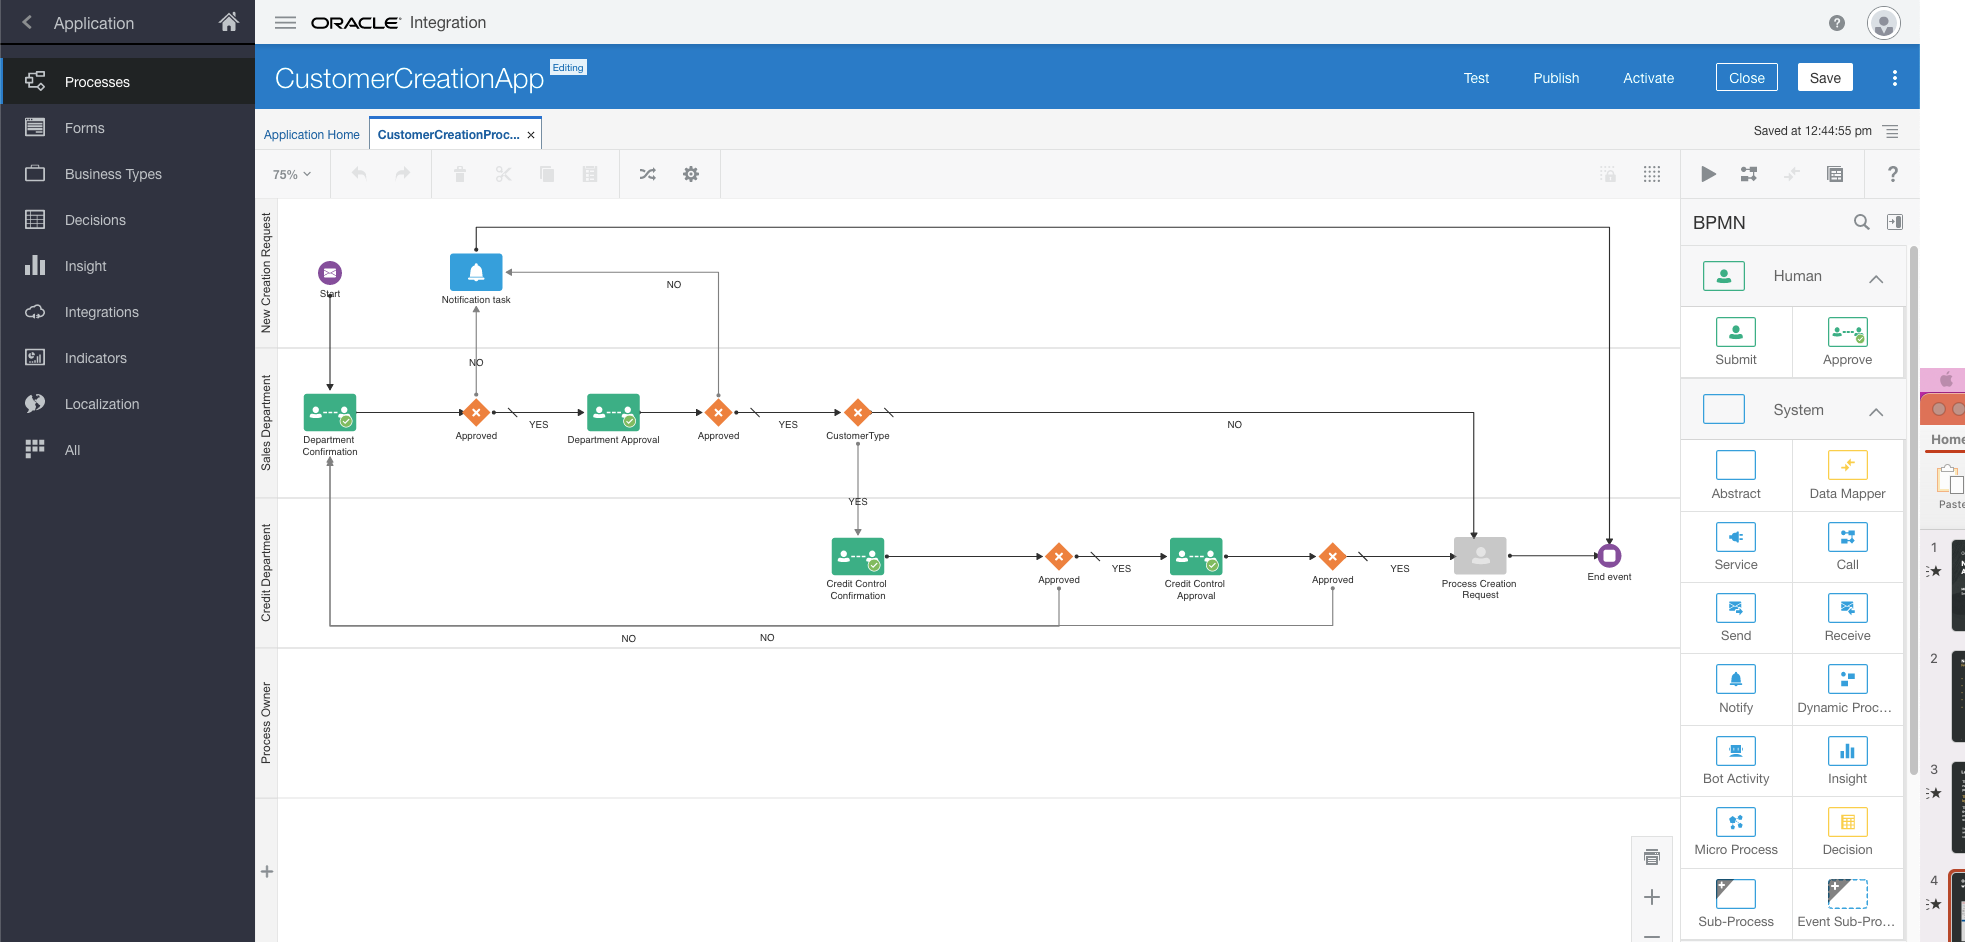 Application
ORACLE Integration
Processes
Forms
Business Types
Decisions
Insight
Integrations
Indicators
Localization
All
CustomerCreationApp Editing
Test Publish Activate Close Save
Application Home CustomerCreationProc... ×
Saved at 12:44:55 pm
75%
?
New Creation Request
Start
Notification task
NO
NO
Sales Department
Department
Confirmation
Approved
YES
Department Approval
Approved
YES
CustomerType
NO
YES
Credit Department
Credit Control
Confirmation
Approved
YES
Credit Control
Approval
Approved
YES
Process Creation
Request
End event
NO
NO
Process Owner
BPMN
Human
Submit Approve
System
Abstract Data Mapper
Service Call
Send Receive
Notify Dynamic Proc...
Bot Activity Insight
Micro Process Decision
Sub-Process Event Sub-Pro...
Home
Paste
1
2
3
4